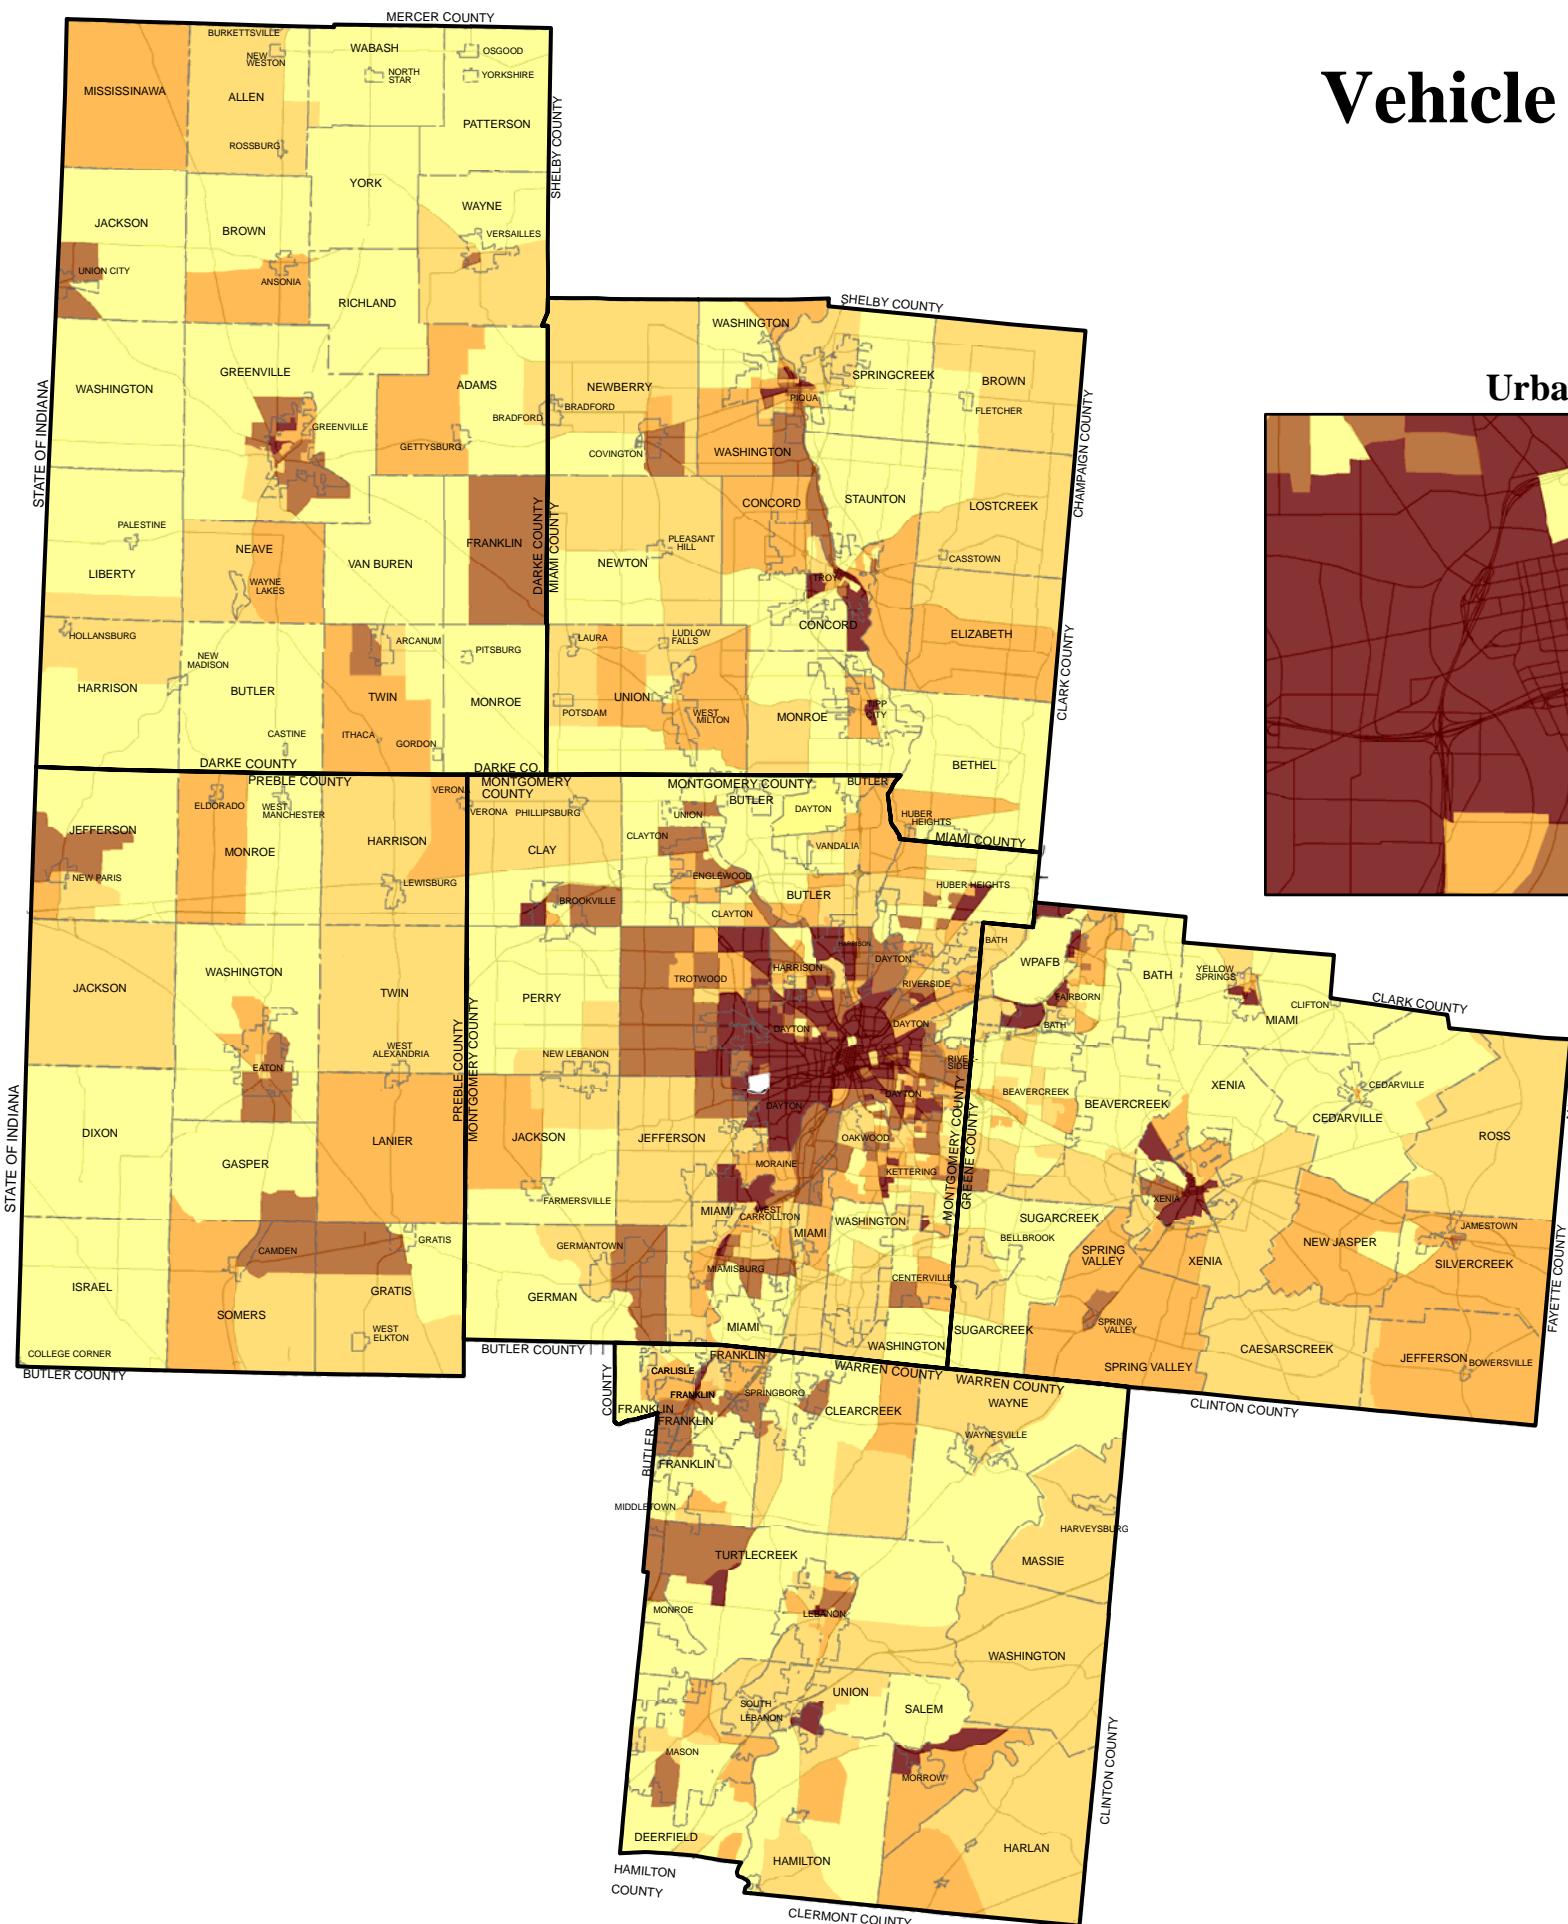 MERCER COUNTY
Vehicle
BURKETTSVILLE
NEW
WESTON
WABASH
OSGOOD
NORTH
STAR
YORKSHIRE
MISSISSINAWA
ALLEN
PATTERSON
SHELBY COUNTY
ROSSBURG
YORK
JACKSON
BROWN
WAYNE
VERSAILLES
UNION CITY
ANSONIA
RICHLAND
SHELBY COUNTY
WASHINGTON
Urba
GREENVILLE
WASHINGTON
ADAMS
NEWBERRY
SPRINGCREEK
BROWN
PIQUA
FLETCHER
BRADFORD
BRADFORD
GREENVILLE
GETTYSBURG
COVINGTON
WASHINGTON
STATE OF INDIANA
CHAMPAIGN COUNTY
CONCORD
STAUNTON
LOSTCREEK
PALESTINE
NEAVE
FRANKLIN
DARKE COUNTY
MIAMI COUNTY
PLEASANT
HILL
CASSTOWN
LIBERTY
WAYNE
LAKES
VAN BUREN
NEWTON
TROY
HOLLANSBURG
ARCANUM
PITSBURG
LAURA
LUDLOW
FALLS
CONCORD
ELIZABETH
NEW
MADISON
HARRISON
BUTLER
TWIN
MONROE
UNION
POTSDAM
WEST
MILTON
MONROE
TIPP
CITY
CLARK COUNTY
CASTINE
ITHACA
GORDON
BETHEL
DARKE COUNTY
DARKE CO.
PREBLE COUNTY
MONTGOMERY
COUNTY
MONTGOMERY COUNTY
BUTLER
VERONA
VERONA
PHILLIPSBURG
ELDORADO
WEST
MANCHESTER
UNION
BUTLER
DAYTON
HUBER
HEIGHTS
JEFFERSON
MONROE
HARRISON
CLAY
CLAYTON
VANDALIA
MIAMI COUNTY
NEW PARIS
LEWISBURG
ENGLEWOOD
BUTLER
HUBER HEIGHTS
BROOKVILLE
CLAYTON
HARRISON
BATH
JACKSON
WASHINGTON
TWIN
PERRY
TROTWOOD
HARRISON
DAYTON
RIVERSIDE
WPAFB
BATH
YELLOW
SPRINGS
FAIRBORN
CLIFTON
CLARK COUNTY
MIAMI
PREBLE COUNTY
MONTGOMERY COUNTY
DAYTON
DAYTON
BATH
WEST
ALEXANDRIA
NEW LEBANON
RIVER-
SIDE
EATON
DAYTON
DAYTON
BEAVERCREEK
BEAVERCREEK
XENIA
CEDARVILLE
CEDARVILLE
STATE OF INDIANA
DIXON
GASPER
LANIER
JACKSON
JEFFERSON
OAKWOOD
ROSS
MORAINE
KETTERING
MONTGOMERY COUNTY
GREENE COUNTY
XENIA
FARMERSVILLE
MIAMI
WEST
CARROLLTON
MIAMI
WASHINGTON
SUGARCREEK
BELLBROOK
JAMESTOWN
CAMDEN
GRATIS
GERMANTOWN
MIAMISBURG
CENTERVILLE
SPRING
VALLEY
XENIA
NEW JASPER
SILVERCREEK
FAYETTE COUNTY
ISRAEL
SOMERS
GRATIS
GERMAN
WEST
ELKTON
MIAMI
WASHINGTON
SUGARCREEK
SPRING
VALLEY
COLLEGE CORNER
BUTLER COUNTY
BUTLER COUNTY
FRANKLIN
CAESARSCREEK
JEFFERSON
BOWERSVILLE
SPRING VALLEY
CARLISLE
WARREN COUNTY
WARREN COUNTY
COUNTY
FRANKLIN
SPRINGBORO
CLEARCREEK
WAYNE
CLINTON COUNTY
FRANKLIN
FRANKLIN
BUTLER
WAYNESVILLE
FRANKLIN
MIDDLETOWN
HARVEYSBURG
TURTLECREEK
MASSIE
MONROE
LEBANON
WASHINGTON
UNION
SOUTH
LEBANON
SALEM
MASON
MORROW
CLINTON COUNTY
DEERFIELD
HAMILTON
HARLAN
HAMILTON
COUNTY
CLERMONT COUNTY